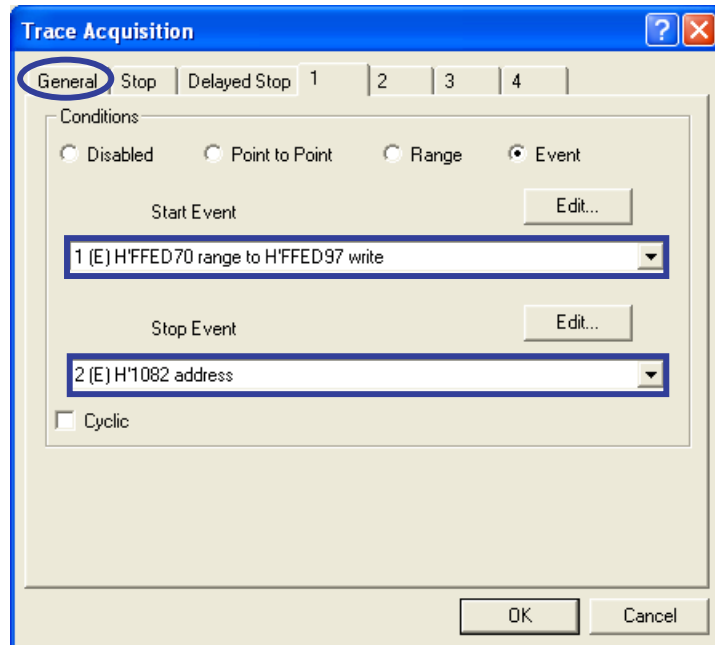 Trace Acquisition
General Stop Delayed Stop 1 2 3 4
Conditions
Disabled Point to Point Range Event
Start Event Edit...
1 (E) H'FFED70 range to H'FFED97 write
Stop Event Edit...
2 (E) H'1082 address
Cyclic
OK Cancel